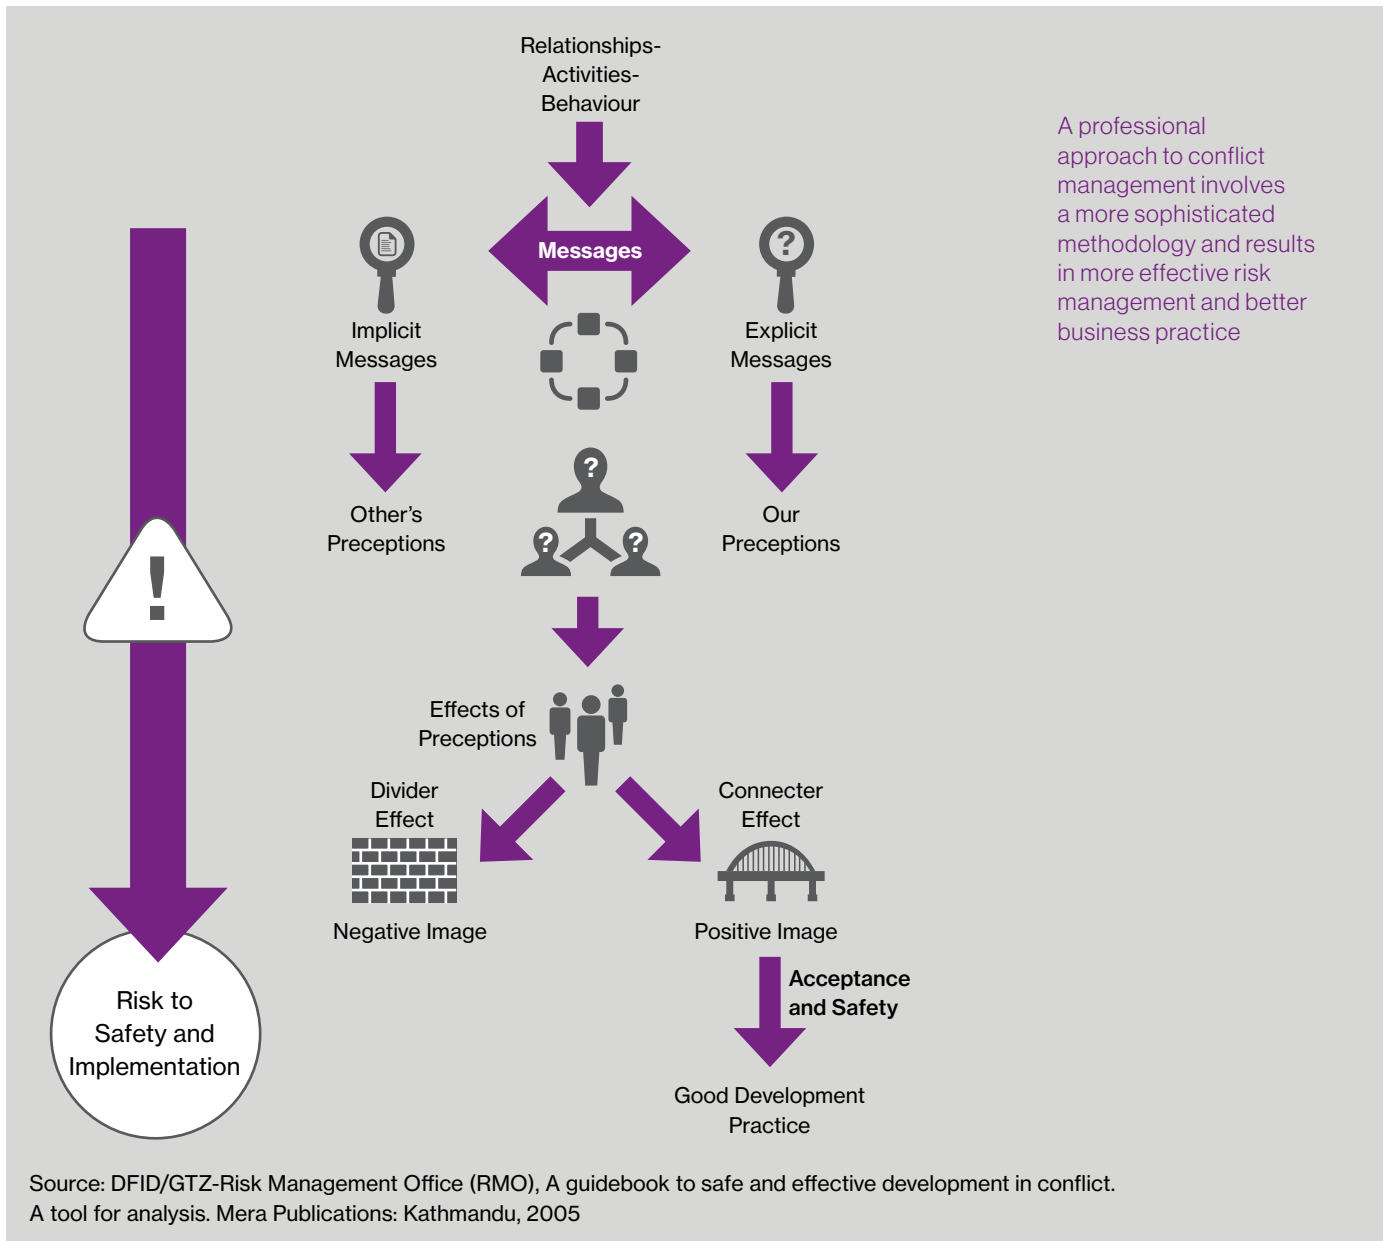 Relationships-
Activities-
Behaviour
A professional
approach to conflict
management involves
a more sophisticated
methodology and results
in more effective risk
management and better
business practice
Messages
?
Implicit
Messages
Explicit
Messages
?
Other's
Preceptions
Our
Preceptions
? ?
!
Effects of
Preceptions
Divider
Effect
Connecter
Effect
Negative Image
Positive Image
Acceptance
and Safety
Risk to
Safety and
Implementation
Good Development
Practice
Source: DFID/GTZ-Risk Management Office (RMO), A guidebook to safe and effective development in conflict.
A tool for analysis. Mera Publications: Kathmandu, 2005